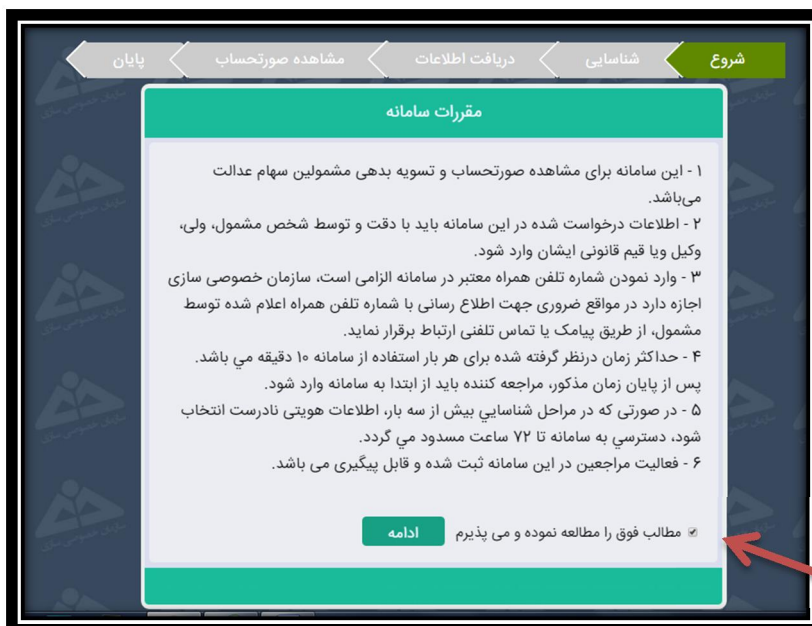 شروع
شناسایی
دریافت اطلاعات
مشاهده صورتحساب
پایان
مقررات سامانه
۱ - این سامانه برای مشاهده صورتحساب و تسویه بدهی مشمولین سهام عدالت
می‌باشد.
۲ - اطلاعات درخواست شده در این سامانه باید با دقت و توسط شخص مشمول، ولی،
وکیل ویا قیم قانونی ایشان وارد شود.
۳ - وارد نمودن شماره تلفن همراه معتبر در سامانه الزامی است، سازمان خصوصی سازی
اجازه دارد در مواقع ضروری جهت اطلاع رسانی با شماره تلفن همراه اعلام شده توسط
مشمول، از طریق پیامک یا تماس تلفنی ارتباط برقرار نماید.
۴ - حداکثر زمان درنظر گرفته شده برای هر بار استفاده از سامانه ۱۰ دقیقه مي باشد.
پس از پایان زمان مذکور، مراجعه کننده باید از ابتدا به سامانه وارد شود.
۵ - در صورتی که در مراحل شناسايي بیش از سه بار، اطلاعات هویتی نادرست انتخاب
شود، دسترسي به سامانه تا ۷۲ ساعت مسدود مي گردد.
۶ - فعالیت مراجعین در این سامانه ثبت شده و قابل پیگیری می باشد.
مطالب فوق را مطالعه نموده و می پذیرم
ادامه
سازمان خصوصی سازی